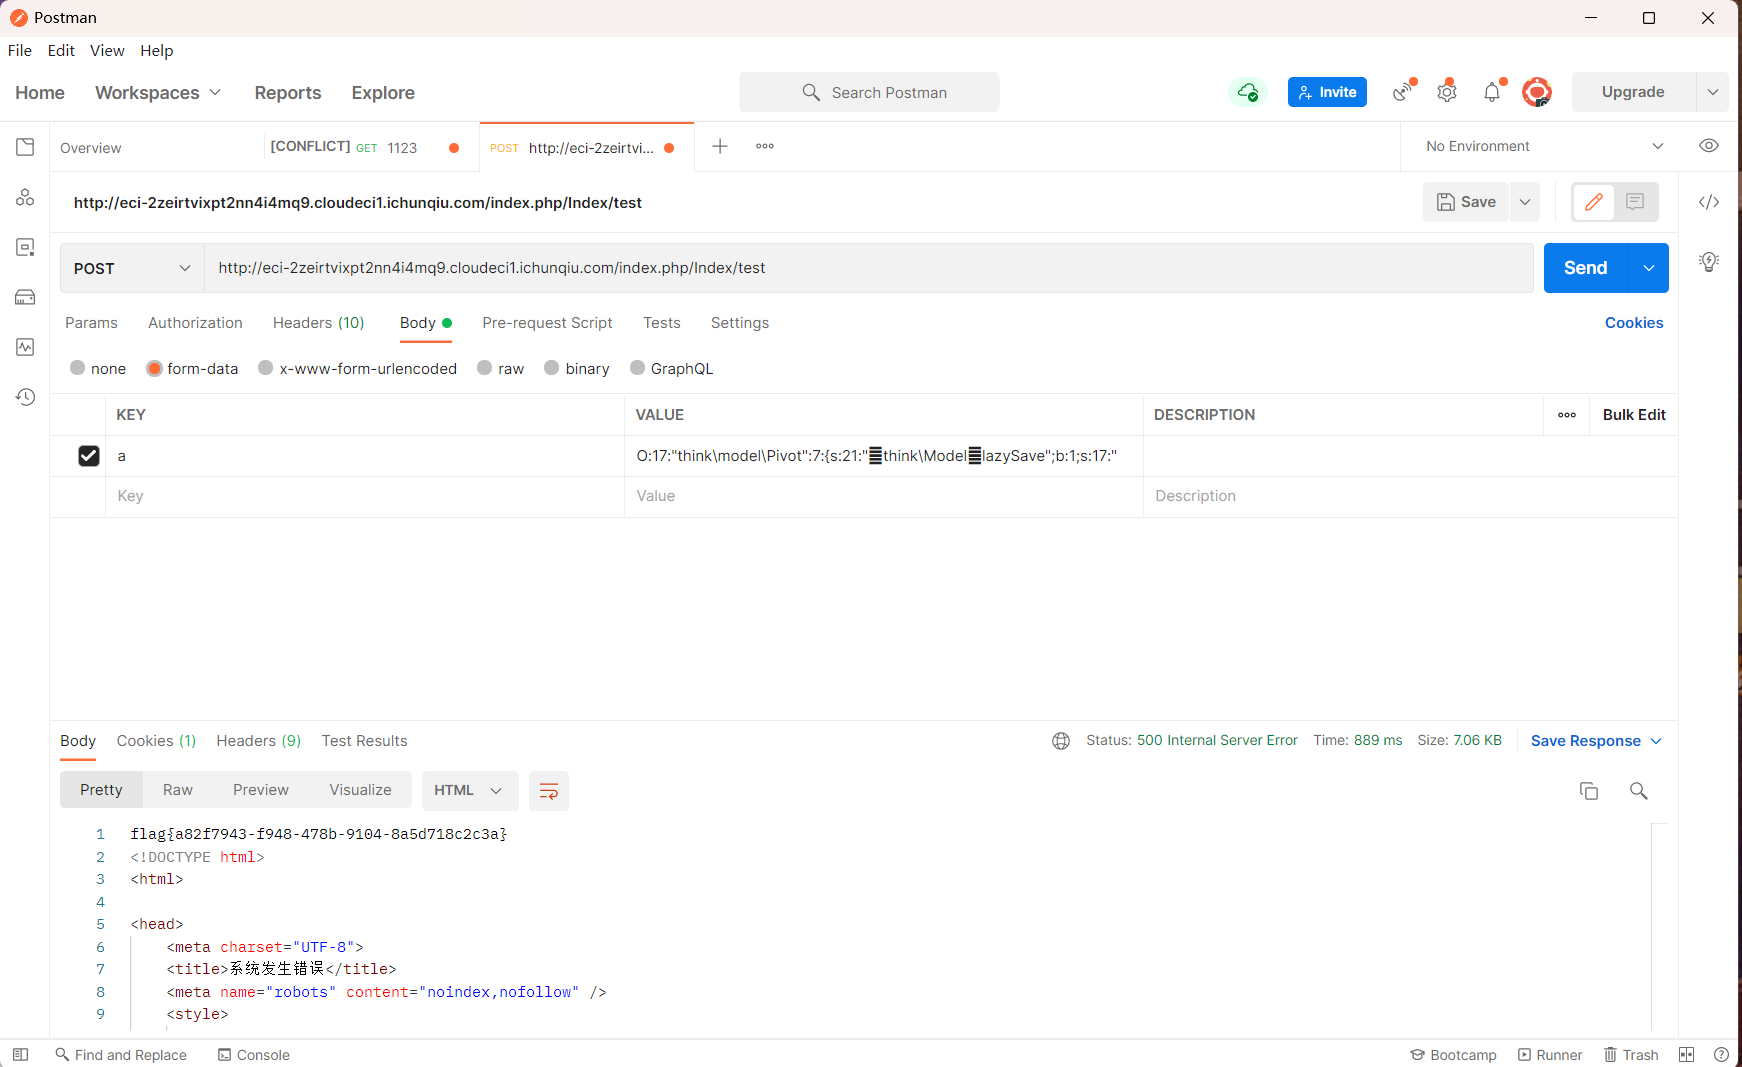 Postman
File Edit View Help
Home Workspaces Reports Explore Search Postman Invite Upgrade
Overview [CONFLICT] GET 1123 POST http://eci-2zeirtvi... No Environment
http://eci-2zeirtvixpt2nn4i4mq9.cloudeci1.ichunqiu.com/index.php/Index/test Save
POST http://eci-2zeirtvixpt2nn4i4mq9.cloudeci1.ichunqiu.com/index.php/Index/test Send
Params Authorization Headers (10) Body Pre-request Script Tests Settings Cookies
none form-data x-www-form-urlencoded raw binary GraphQL
KEY VALUE DESCRIPTION Bulk Edit
a O:17:"think\model\Pivot":7:{s:21:"think\ModellazySave";b:1;s:17:"
Key Value Description
Body Cookies (1) Headers (9) Test Results Status: 500 Internal Server Error Time: 889 ms Size: 7.06 KB Save Response
Pretty Raw Preview Visualize HTML
1 flag{a82f7943-f948-478b-9104-8a5d718c2c3a}
2 <!DOCTYPE html>
3 <html>
4
5 <head>
6 <meta charset="UTF-8">
7 <title>系统发生错误</title>
8 <meta name="robots" content="noindex,nofollow" />
9 <style>
Find and Replace Console Bootcamp Runner Trash